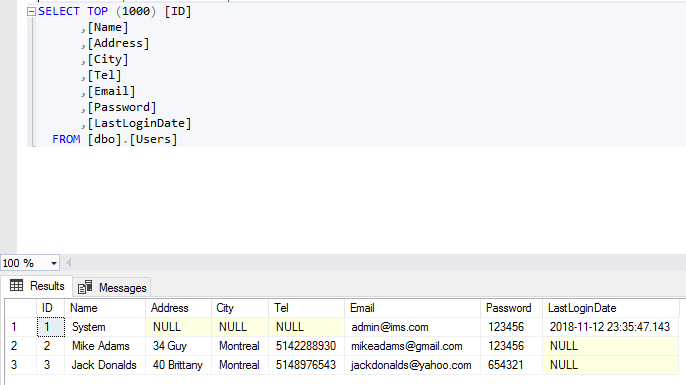 SELECT TOP (1000) [ID]
,[Name]
,[Address]
,[City]
,[Tel]
,[Email]
,[Password]
,[LastLoginDate]
FROM [dbo].[Users]
100 %
Results Messages
ID Name Address City Tel Email Password LastLoginDate
1 1 System NULL NULL NULL admin@ims.com 123456 2018-11-12 23:35:47.143
2 2 Mike Adams 34 Guy Montreal 5142288930 mikeadams@gmail.com 123456 NULL
3 3 Jack Donalds 40 Brittany Montreal 5148976543 jackdonalds@yahoo.com 654321 NULL